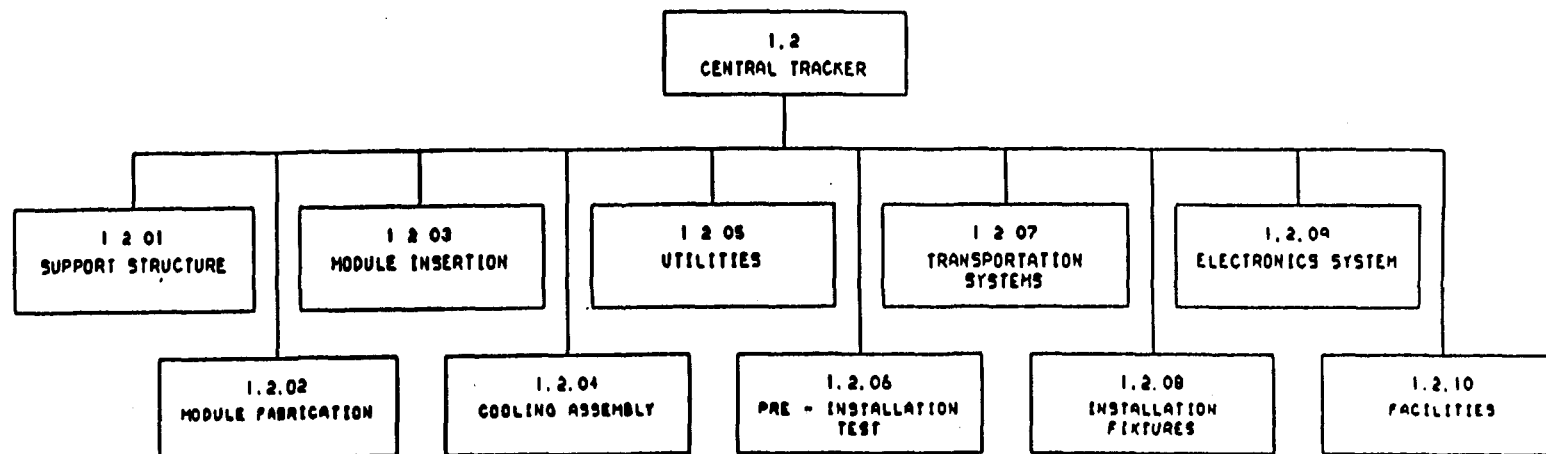 1.2
CENTRAL TRACKER
1 2 01
SUPPORT STRUCTURE
1 2 03
MODULE INSERTION
1 2 05
UTILITIES
1 2 07
TRANSPORTATION
SYSTEMS
1.2.09
ELECTRONICS SYSTEM
1.2.02
MODULE FABRICATION
1.2.04
COOLING ASSEMBLY
1.2.06
PRE - INSTALLATION
TEST
1.2.08
INSTALLATION
FIXTURES
1.2.10
FACILITIES